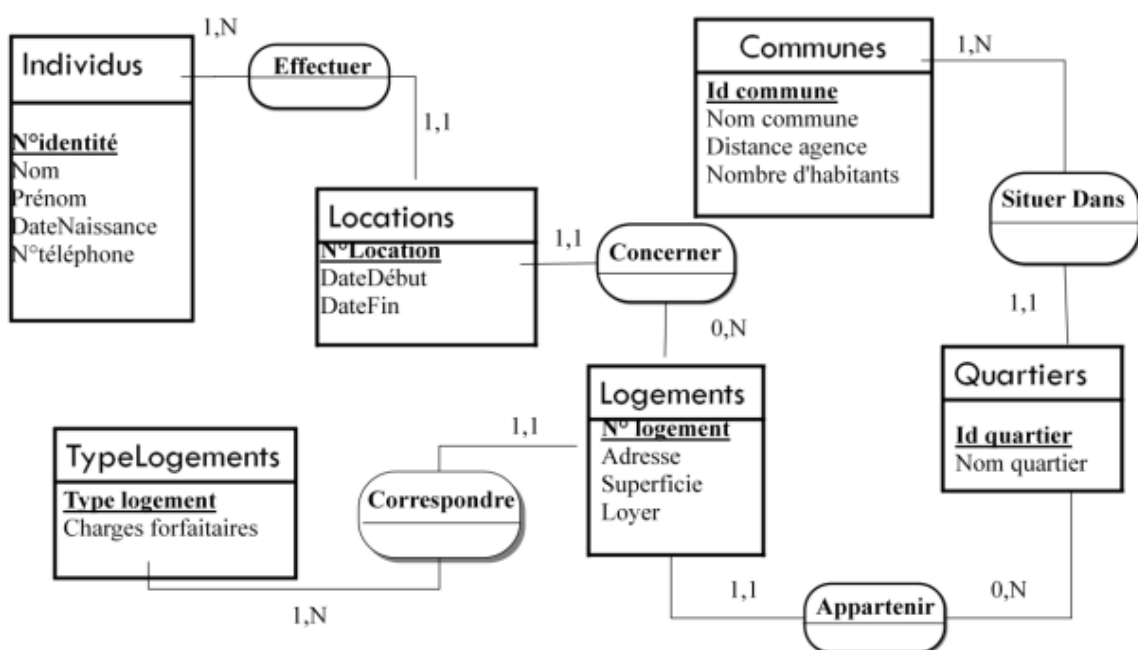 1,N
Individus
N°identité
Nom
Prénom
DateNaissance
N°téléphone
Effectuer
1,1
Locations
N°Location
DateDébut
DateFin
1,1
Concerner
0,N
Communes
Id commune
Nom commune
Distance agence
Nombre d'habitants
1,N
Situer Dans
1,1
Quartiers
Id quartier
Nom quartier
Logements
N° logement
Adresse
Superficie
Loyer
1,1
Correspondre
TypeLogements
Type logement
Charges forfaitaires
1,N
1,1
Appartenir
0,N